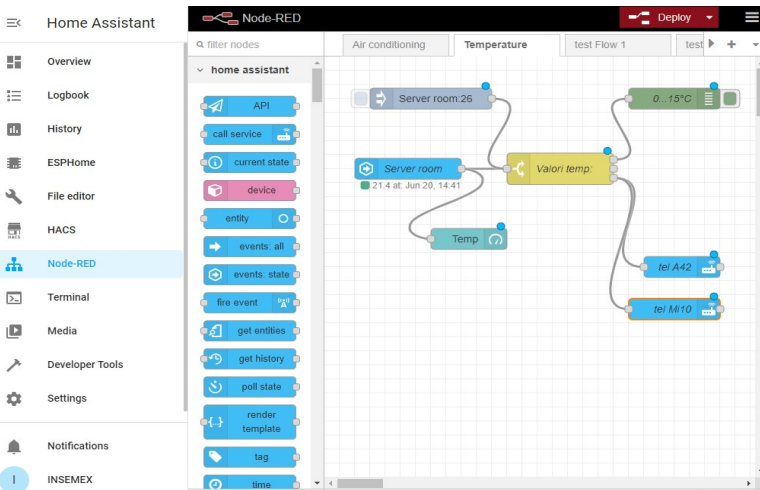 Home Assistant
Overview
Logbook
History
ESPHome
File editor
HACS
HACS
Node-RED
Terminal
Media
Developer Tools
Settings
Notifications
I
INSEMEX
Node-RED
Deploy
filter nodes
home assistant
API
call service
current state
device
entity
events: all
events: state
fire event
get entities
get history
poll state
render
template
tag
time
Air conditioning
Temperature
test Flow 1
test
Server room:26
0...15°C
Server room
21.4 at: Jun 20, 14:41
Valori temp:
Temp
tel A42
tel Mi10